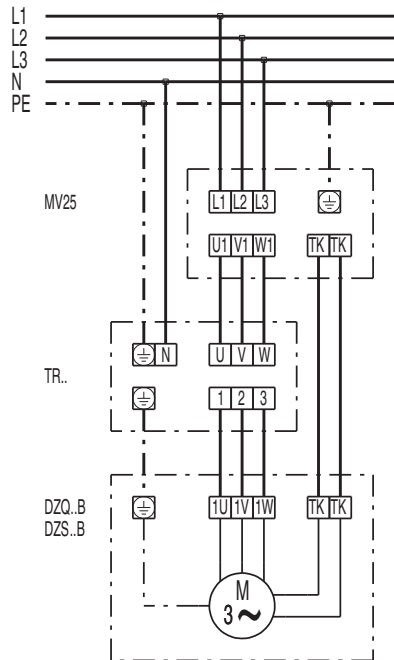 L1
L2
L3
N
PE
MV25
L1 L2 L3
U1 V1 W1 TK TK
TR..
N U V W
1 2 3
DZQ..B
DZS..B
1U 1V 1W TK TK
M
3 ~